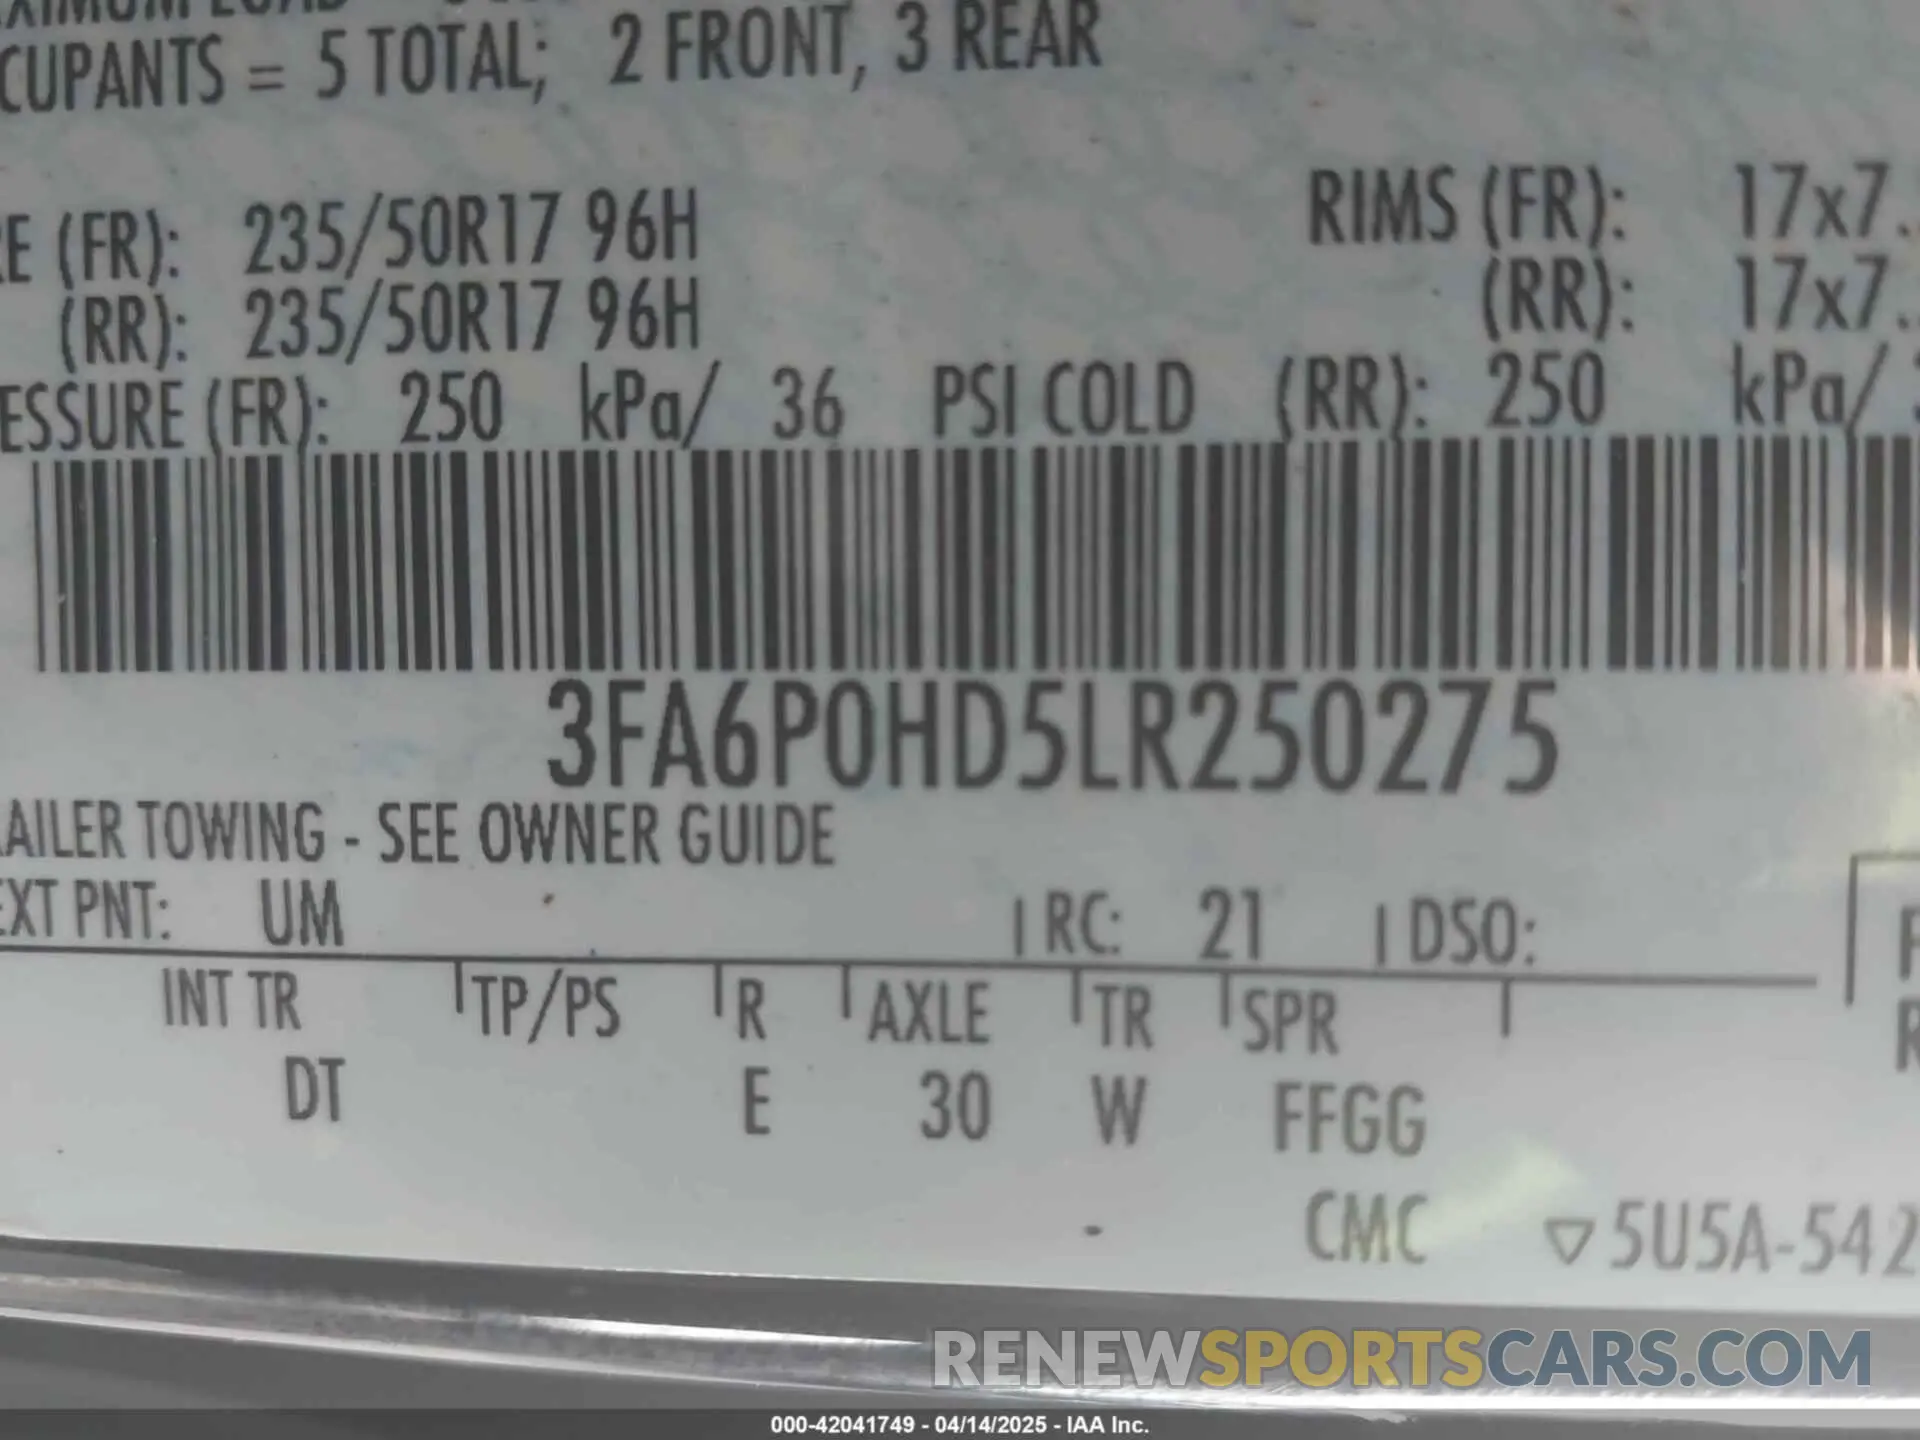 OCCUPANTS = 5 TOTAL; 2 FRONT, 3 REAR
(FR): 235/50R17 96H RIMS (FR): 17x7.
(RR): 235/50R17 96H (RR): 17x7.
ESSURE (FR): 250 kPa/ 36 PSI COLD (RR): 250 kPa/
3FA6P0HD5LR250275
AILER TOWING - SEE OWNER GUIDE
EXT PNT: UM RC: 21 DSO:
INT TR TP/PS R AXLE TR SPR
DT E 30 W FFGG
CMC ▽5U5A-542
RENEWSPORTSCARS.COM
000-42041749 - 04/14/2025 - IAA Inc.